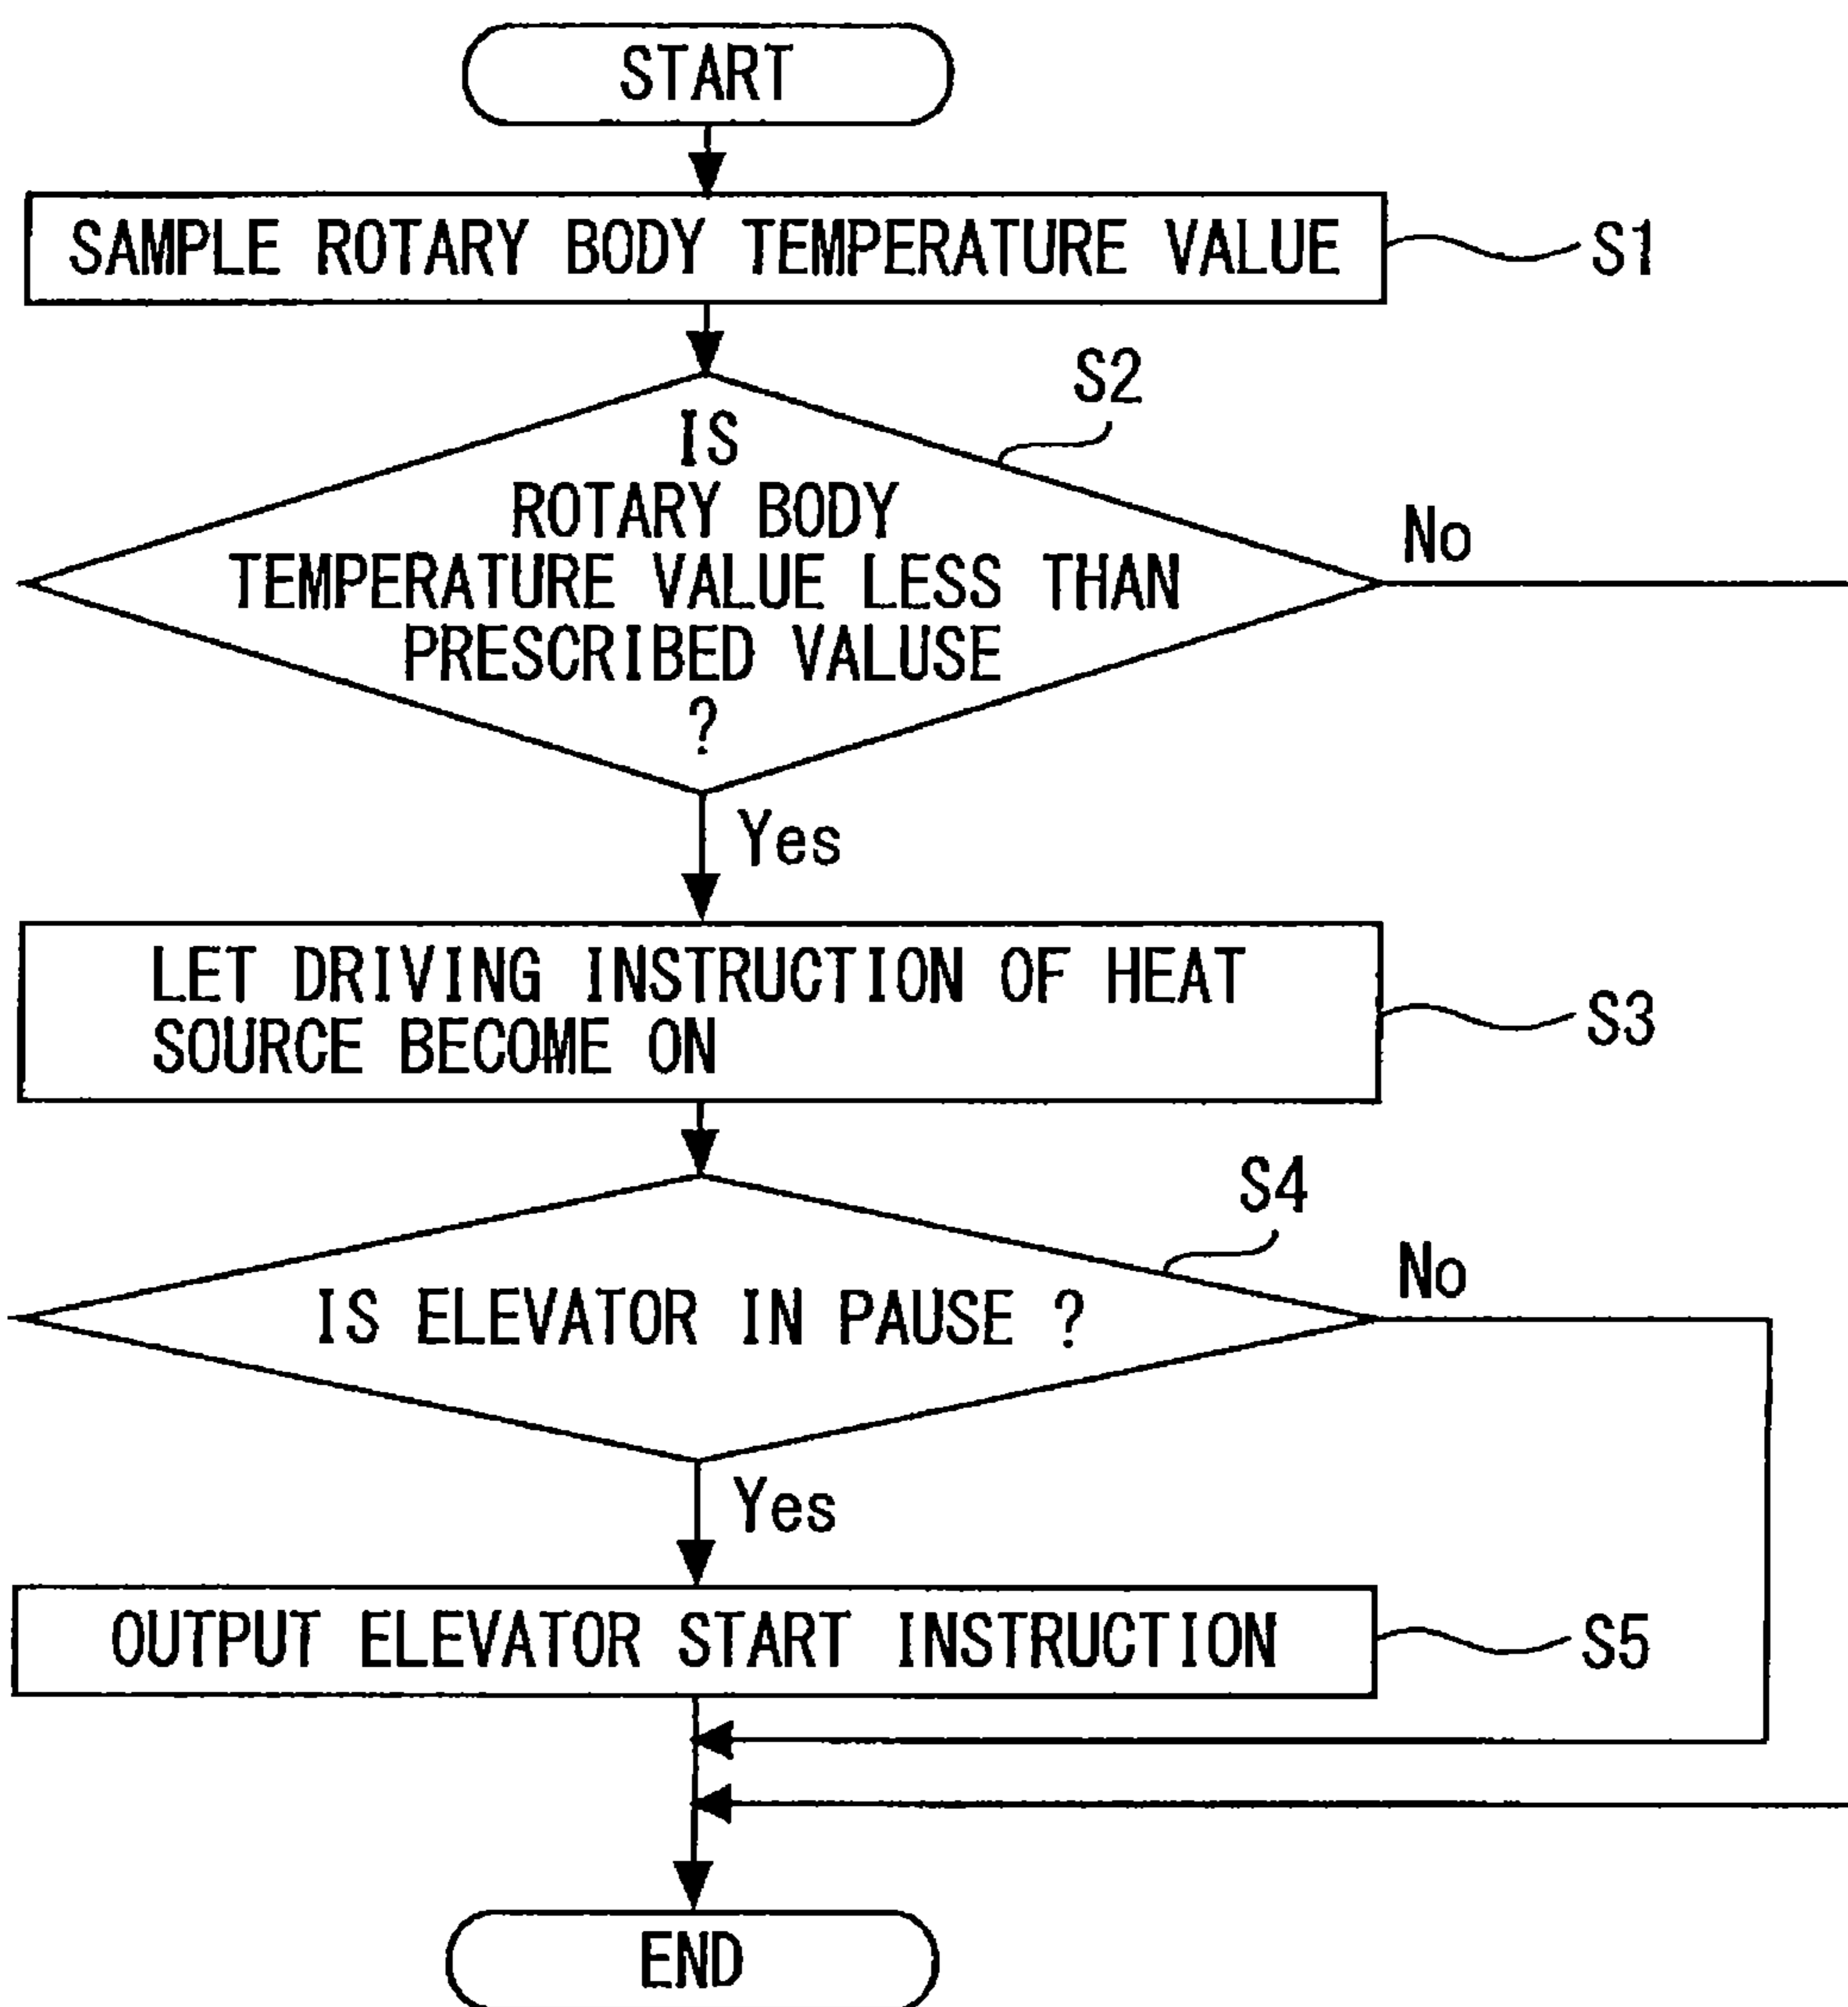 START
SAMPLE ROTARY BODY TEMPERATURE VALUE
S1
S2
IS
ROTARY BODY
TEMPERATURE VALUE LESS THAN
PRESCRIBED VALUSE
?
No
Yes
LET DRIVING INSTRUCTION OF HEAT
SOURCE BECOME ON
S3
S4
IS ELEVATOR IN PAUSE ?
No
Yes
OUTPUT ELEVATOR START INSTRUCTION
S5
END